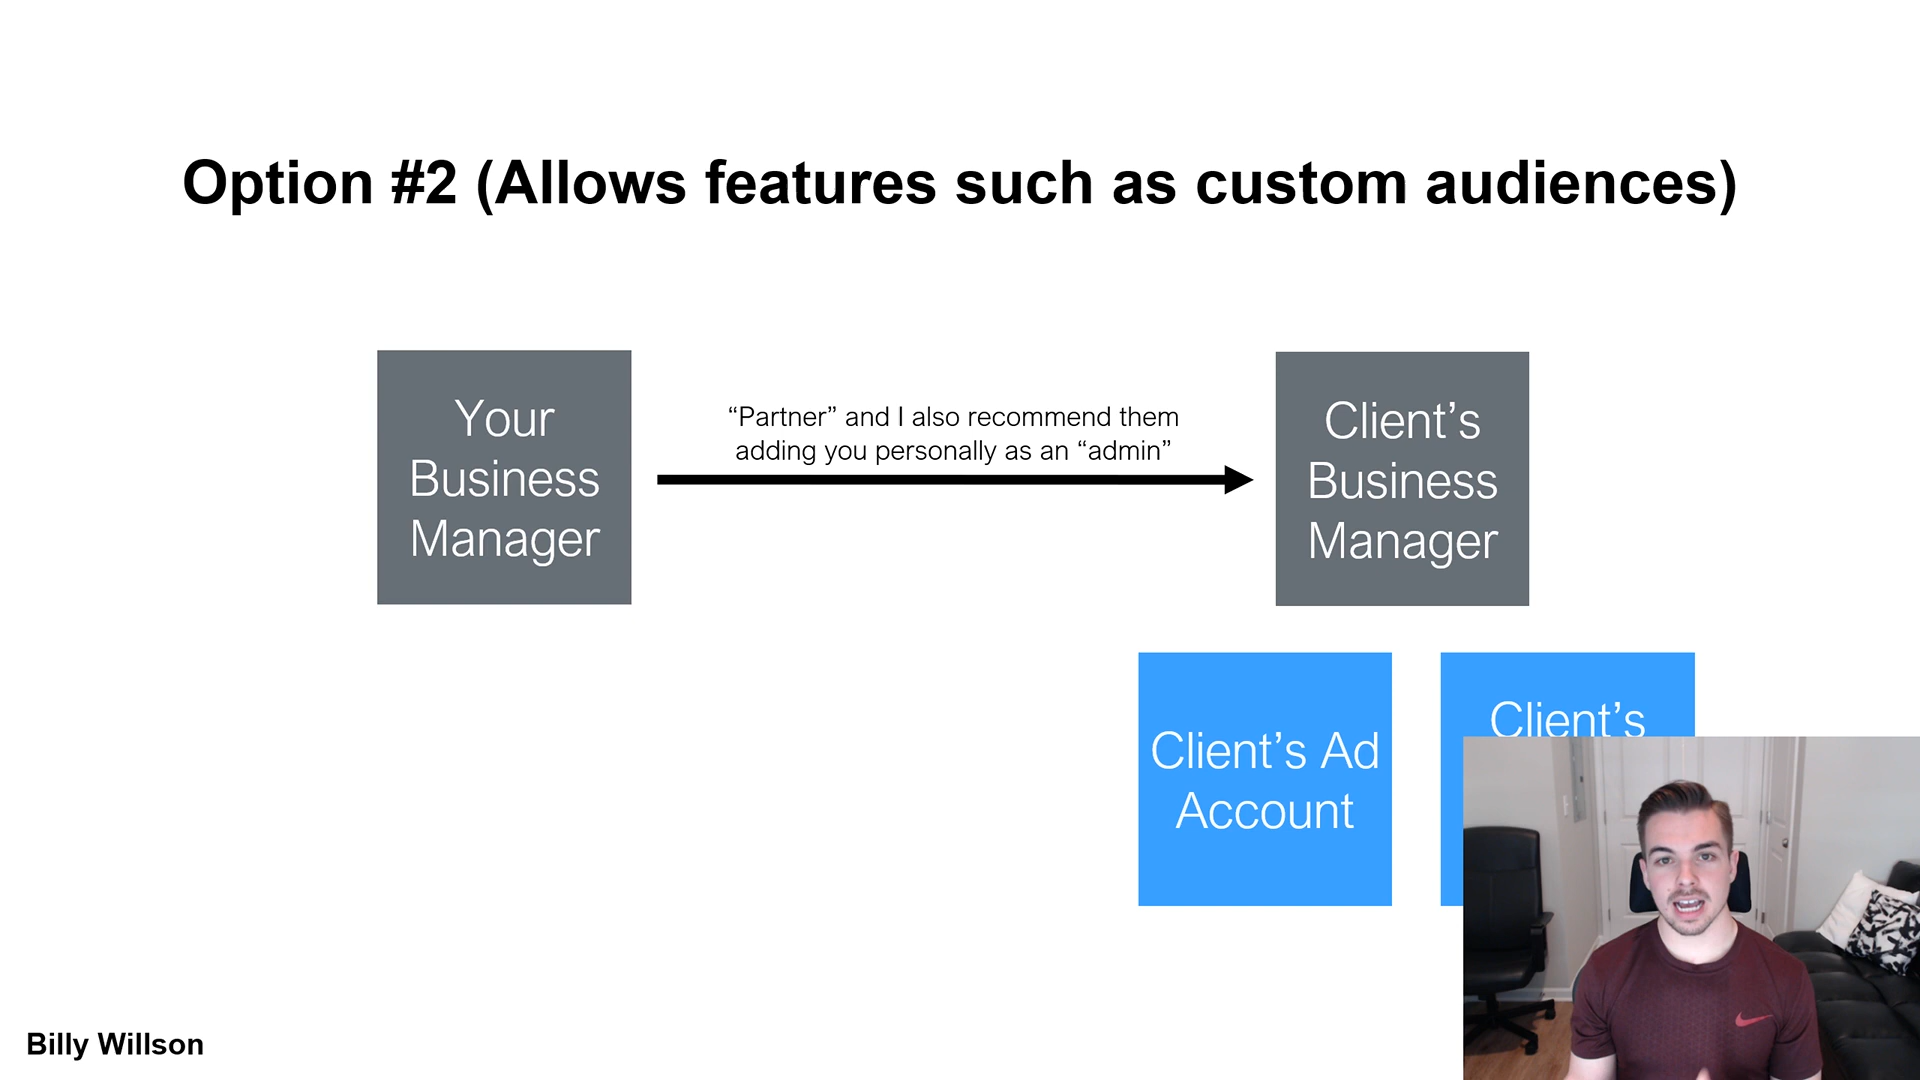 Option #2 (Allows features such as custom audiences)
Your
Business
Manager
“Partner” and I also recommend them
adding you personally as an “admin”
Client’s
Business
Manager
Client’s Ad
Account
Client’s
Billy Willson